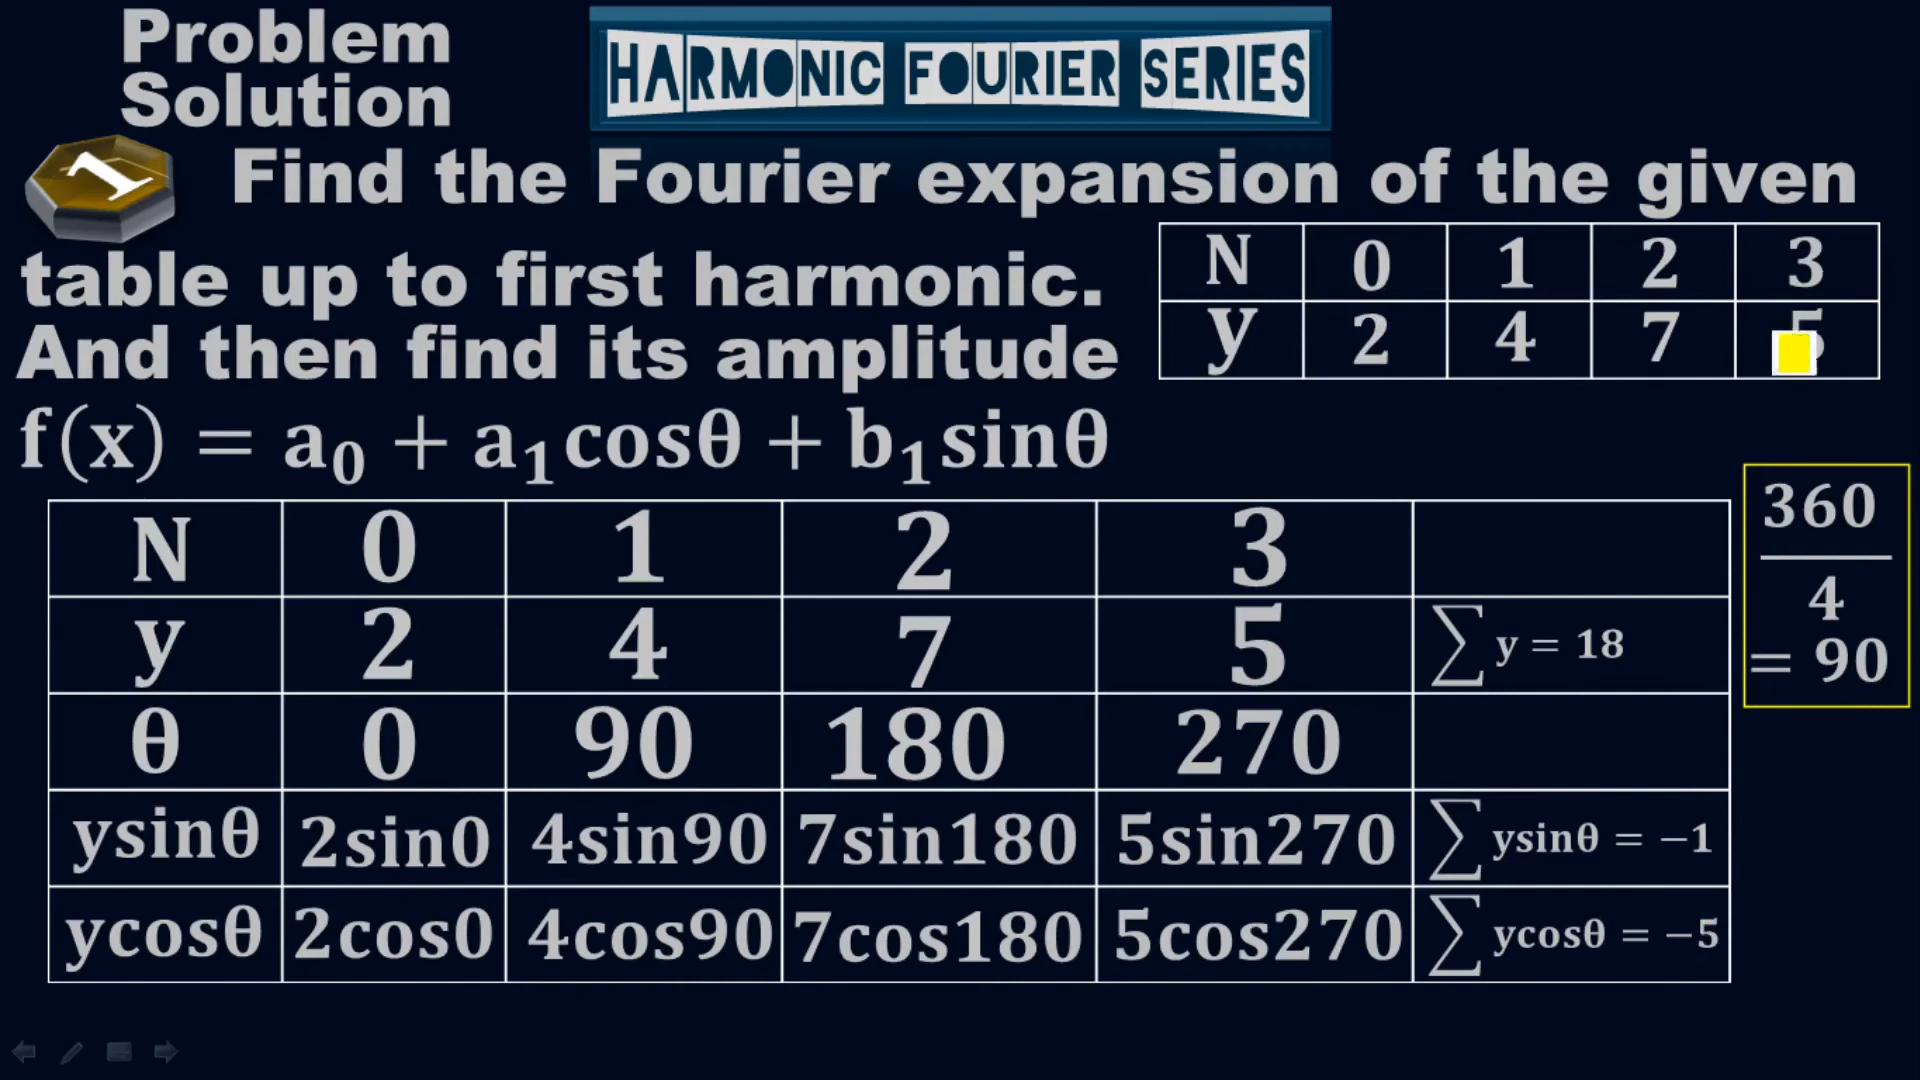 Problem
Solution
HARMONIC FOURIER SERIES
1 Find the Fourier expansion of the given
table up to first harmonic.
And then find its amplitude
N 0 1 2 3
y 2 4 7 5
f(x) = a₀ + a₁cosθ + b₁sinθ
N 0 1 2 3
y 2 4 7 5 ∑ y = 18
θ 0 90 180 270
ysinθ 2sin0 4sin90 7sin180 5sin270 ∑ ysinθ = −1
ycosθ 2cos0 4cos90 7cos180 5cos270 ∑ ycosθ = −5
360
4
= 90